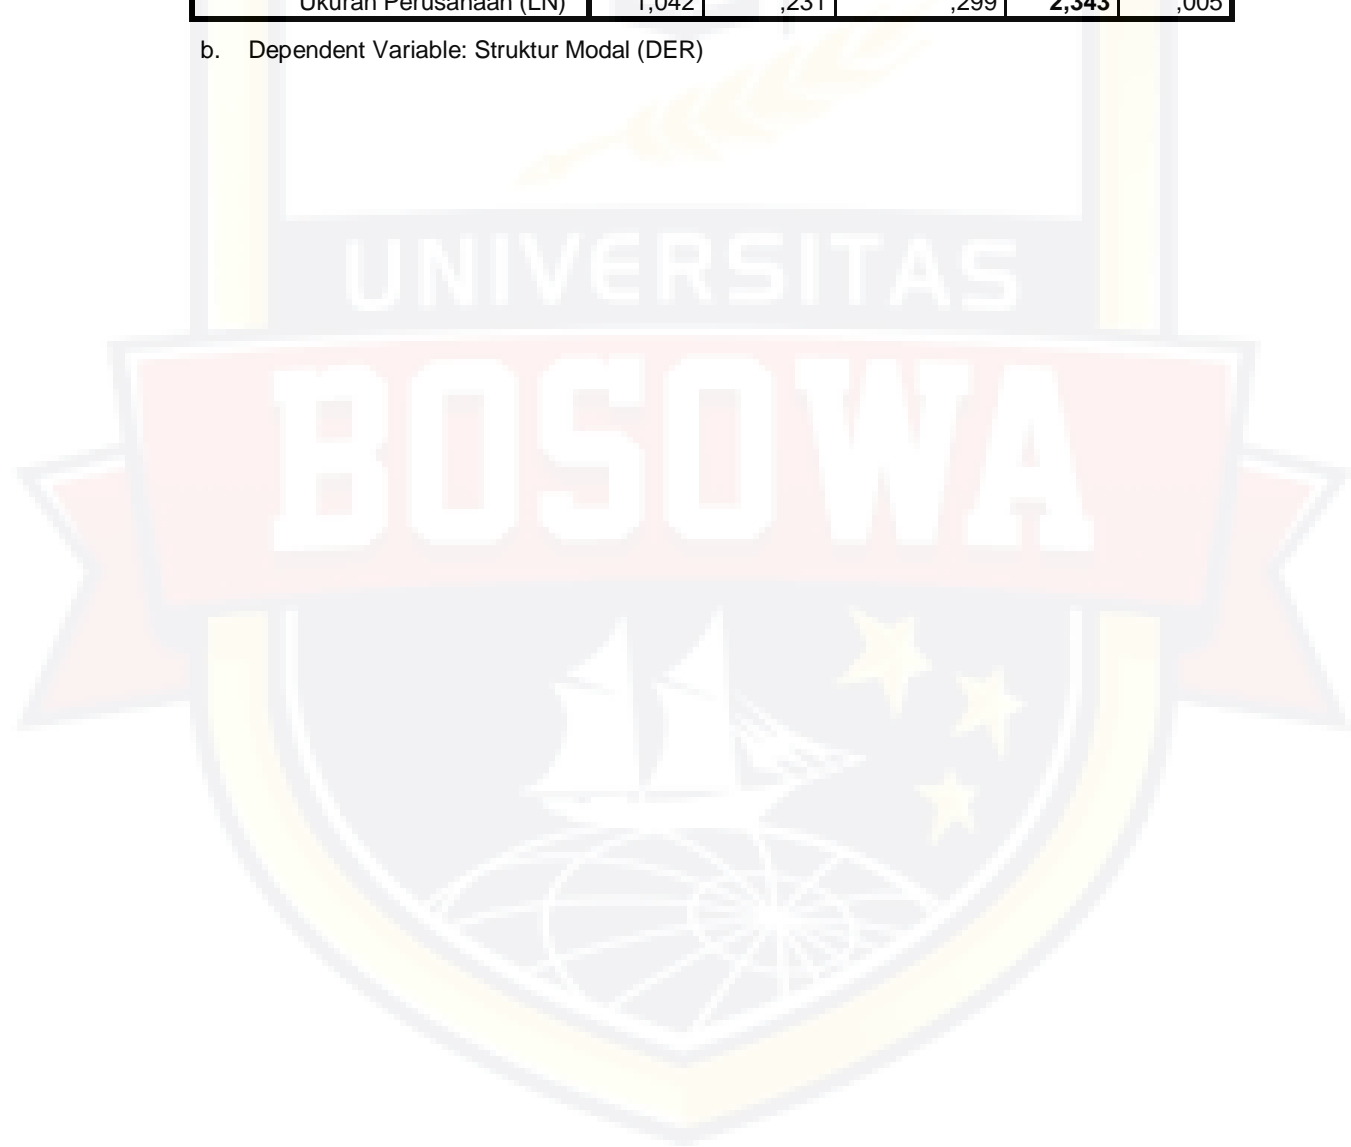 Ukuran Perusahaan (LN) 1,042 ,231 ,299 2,343 ,005
b. Dependent Variable: Struktur Modal (DER)
UNIVERSITAS
BOSOWA